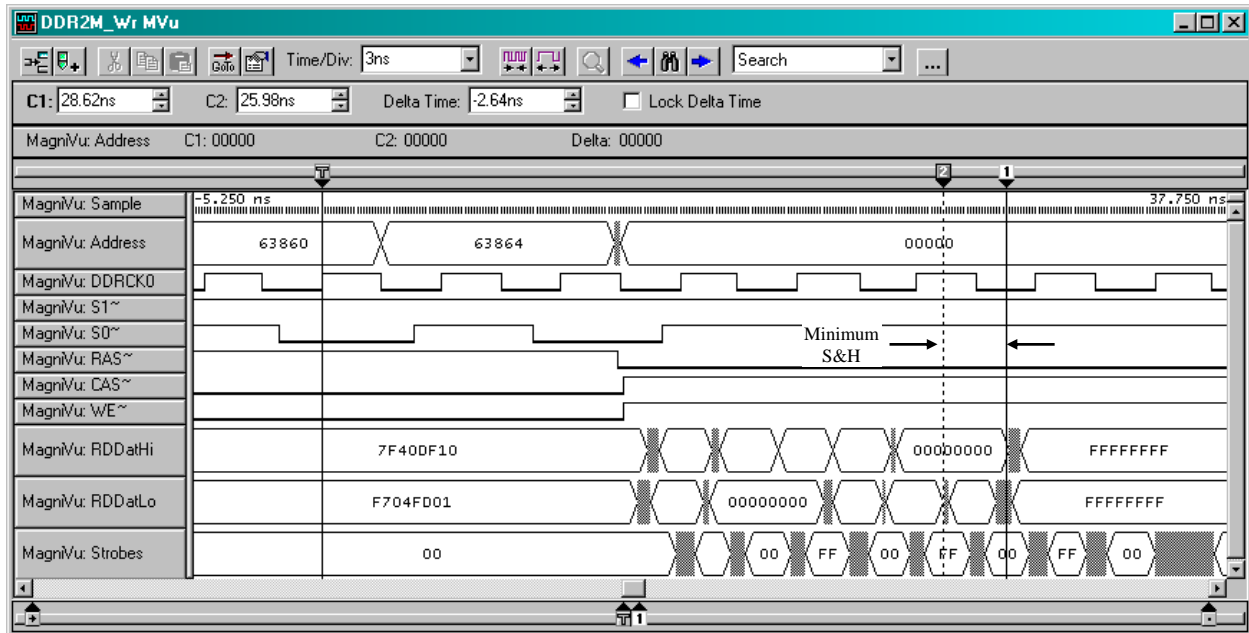 DDR2M_Wr MVu
GoTo Time/Div: 3ns Search ...
C1: 28.62ns C2: 25.98ns Delta Time: -2.64ns Lock Delta Time
MagniVu: Address C1: 00000 C2: 00000 Delta: 00000
T 2 1
MagniVu: Sample -5.250 ns 37.750 ns
MagniVu: Address 63860 63864 00000
MagniVu: DDRCK0
MagniVu: S1~
MagniVu: S0~
Minimum
S&H
MagniVu: RAS~
MagniVu: CAS~
MagniVu: WE~
MagniVu: RDDatHi 7F40DF10 00000000 FFFFFFFF
MagniVu: RDDatLo F704FD01 00000000 FFFFFFFF
MagniVu: Strobes 00 00 FF 00 FF 00 FF 00
T 1